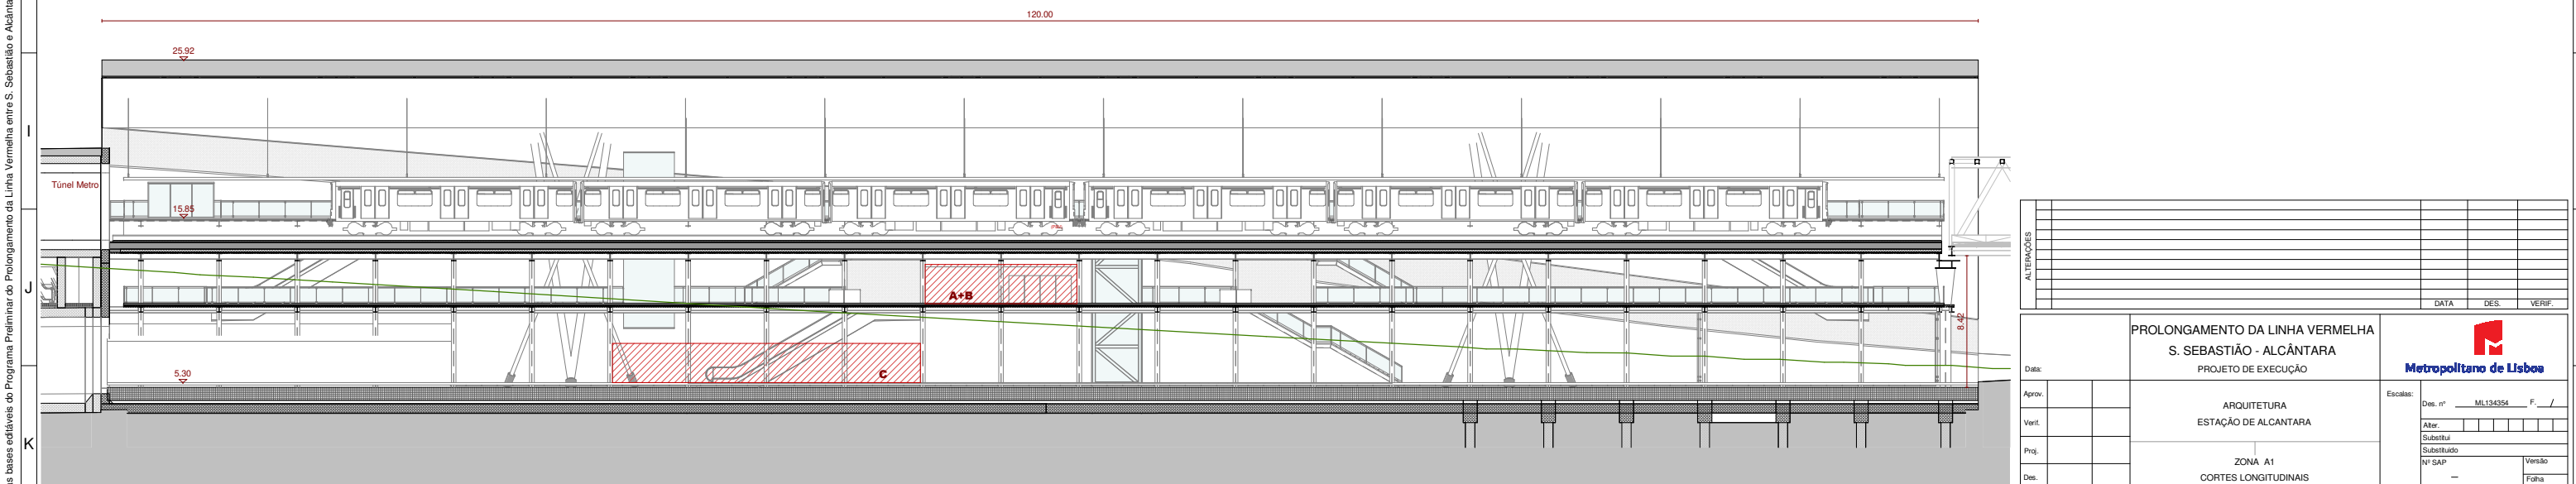 s bases editáveis do Programa Preliminar do Prolongamento da Linha Vermelha entre S. Sebastião e Alcânta
I
J
K
120.00
25.92
Túnel Metro
15.85
A+B
C
5.30
8.42
ALTERAÇÕES
DATA DES. VERIF.
Data:
Aprov.
Verif.
Proj.
Des.
PROLONGAMENTO DA LINHA VERMELHA
S. SEBASTIÃO - ALCÂNTARA
PROJETO DE EXECUÇÃO
ARQUITETURA
ESTAÇÃO DE ALCANTARA
ZONA A1
CORTES LONGITUDINAIS
Metropolitano de Lisboa
Escalas:
Des. nº ML134354 F. /
Alter.
Substitui
Substituido
Nº SAP Versão
– Folha